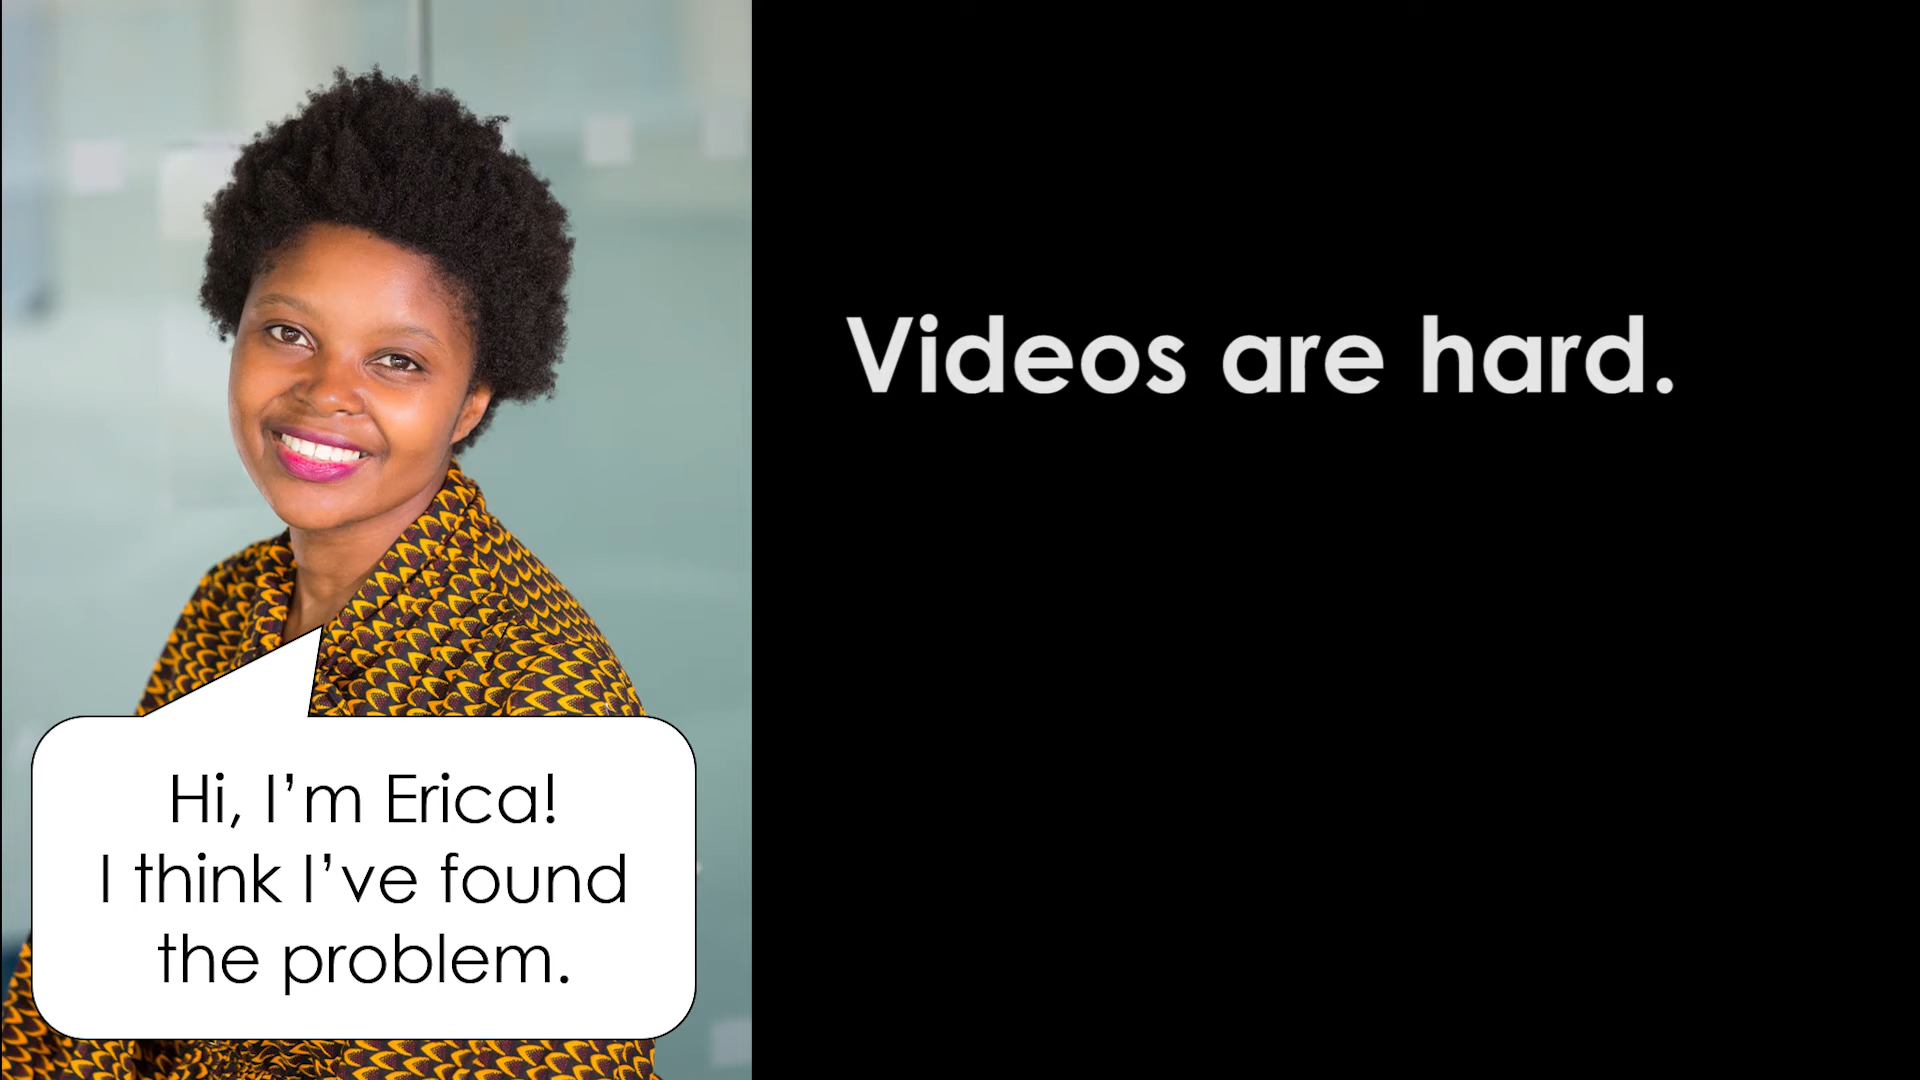 Videos are hard.
Hi, I’m Erica!
I think I’ve found
the problem.